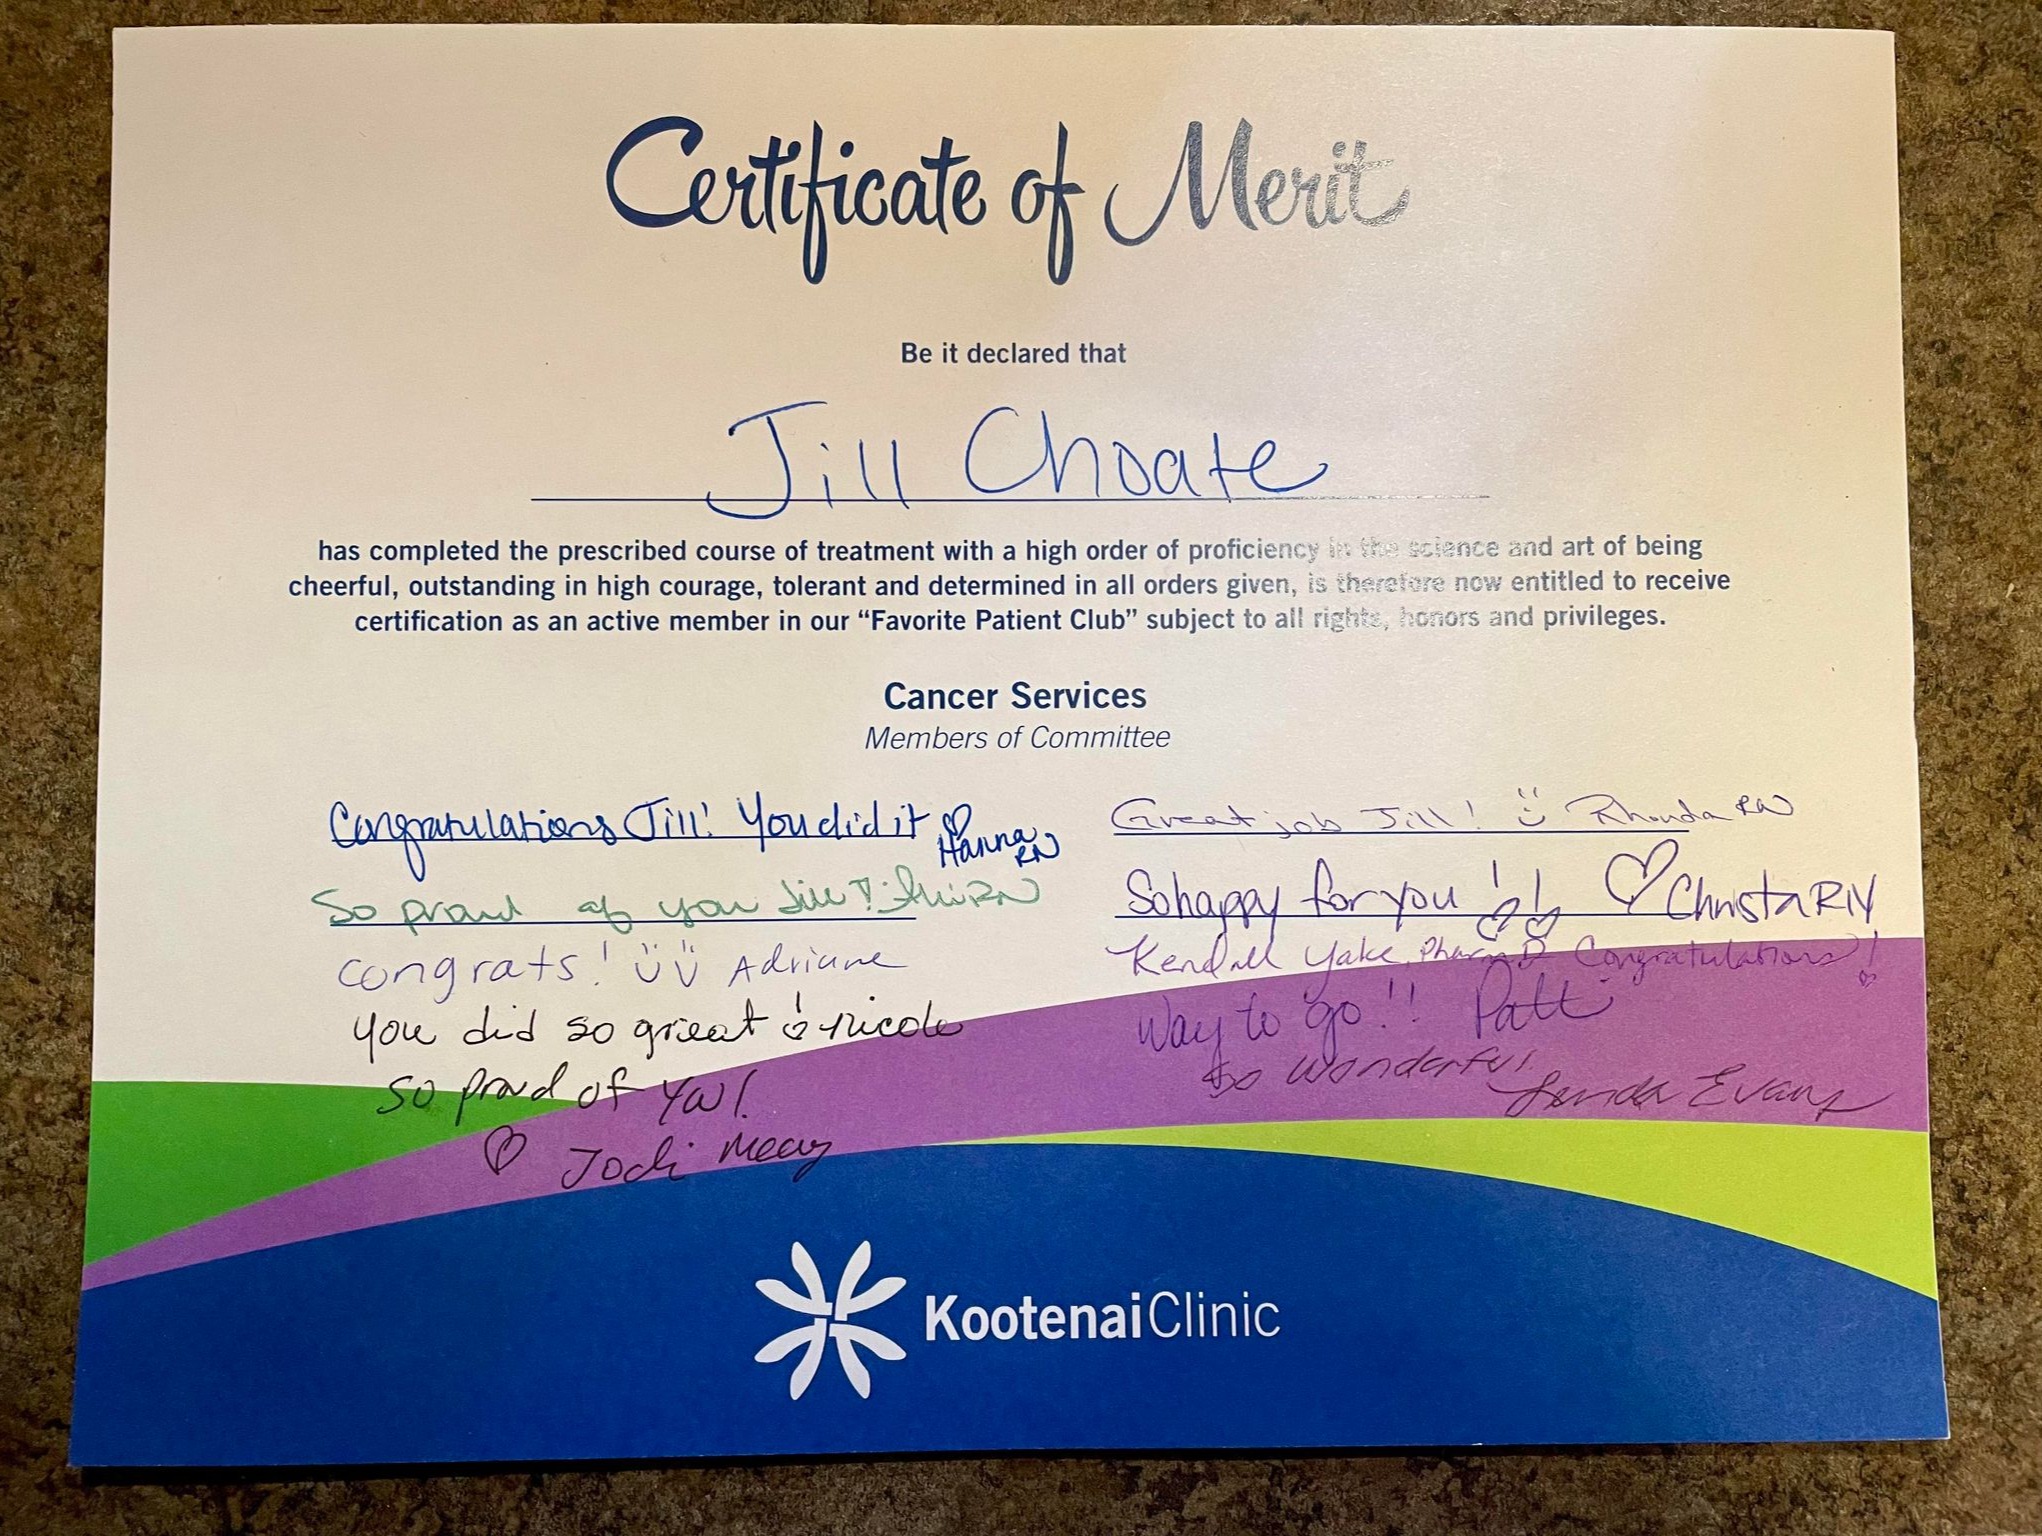 Certificate of Merit
Be it declared that
Jill Choate
has completed the prescribed course of treatment with a high order of proficiency in the science and art of being
cheerful, outstanding in high courage, tolerant and determined in all orders given, is therefore now entitled to receive
certification as an active member in our “Favorite Patient Club” subject to all rights, honors and privileges.
Cancer Services
Members of Committee
Congratulations Jill! You did it
Hanna RN
So proud of you Jill! RN
Congrats! Adriane
you did so great! Nicole
so proud of you!
Jodi
Great job Jill! Rhonda RN
So happy for you!! Christa RN
Kendall Yake, PharmD Congratulations!
Way to go!! Patti
So wonderful!
Linda Evans
KootenaiClinic